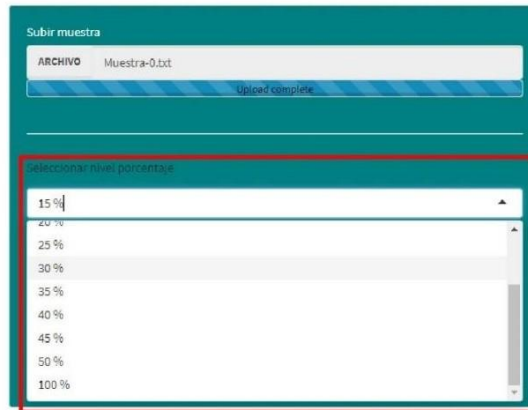 Subir muestra
ARCHIVO Muestra-0.txt
Upload complete
Seleccionar nivel porcentaje
15 %
20 %
25 %
30 %
35 %
40 %
45 %
50 %
100 %